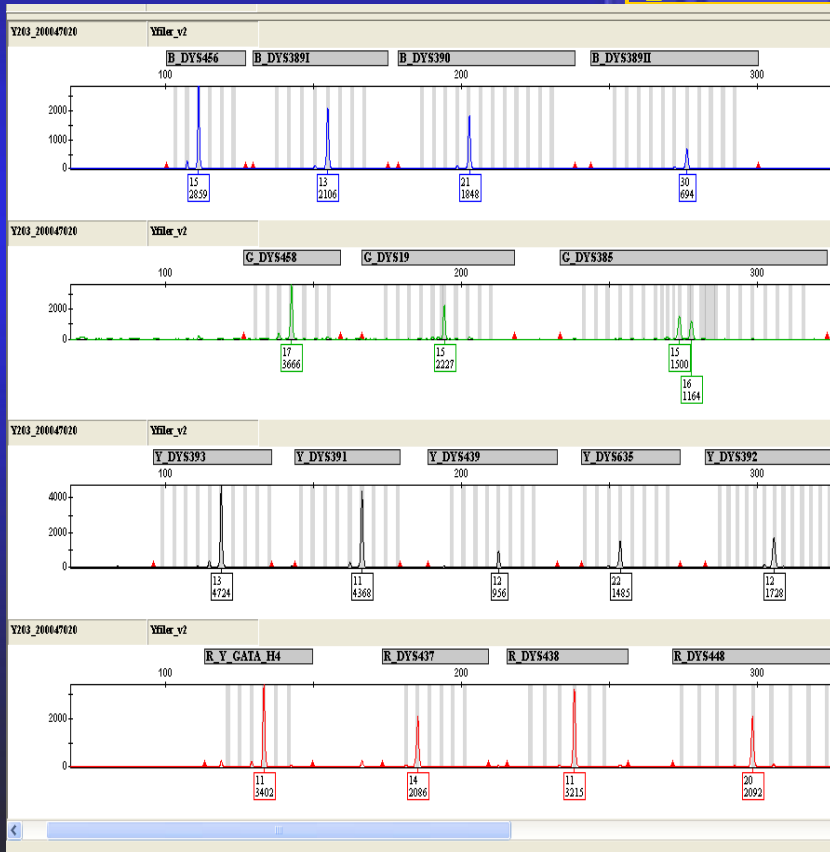 Y203_200047020 Yfiler_v2
B_DYS456 B_DYS389I B_DYS390 B_DYS389II
100 200 300
2000
1000
0
15 13 21 30
2859 2106 1848 694
Y203_200047020 Yfiler_v2
G_DYS458 G_DYS19 G_DYS385
100 200 300
2000
0
17 15 15
3666 2227 1500
16
1164
Y203_200047020 Yfiler_v2
Y_DYS393 Y_DYS391 Y_DYS439 Y_DYS635 Y_DYS392
100 200 300
4000
2000
0
13 11 12 22 12
4724 4368 956 1485 1728
Y203_200047020 Yfiler_v2
R_Y_GATA_H4 R_DYS437 R_DYS438 R_DYS448
100 200 300
2000
0
11 14 11 20
3402 2086 3215 2092